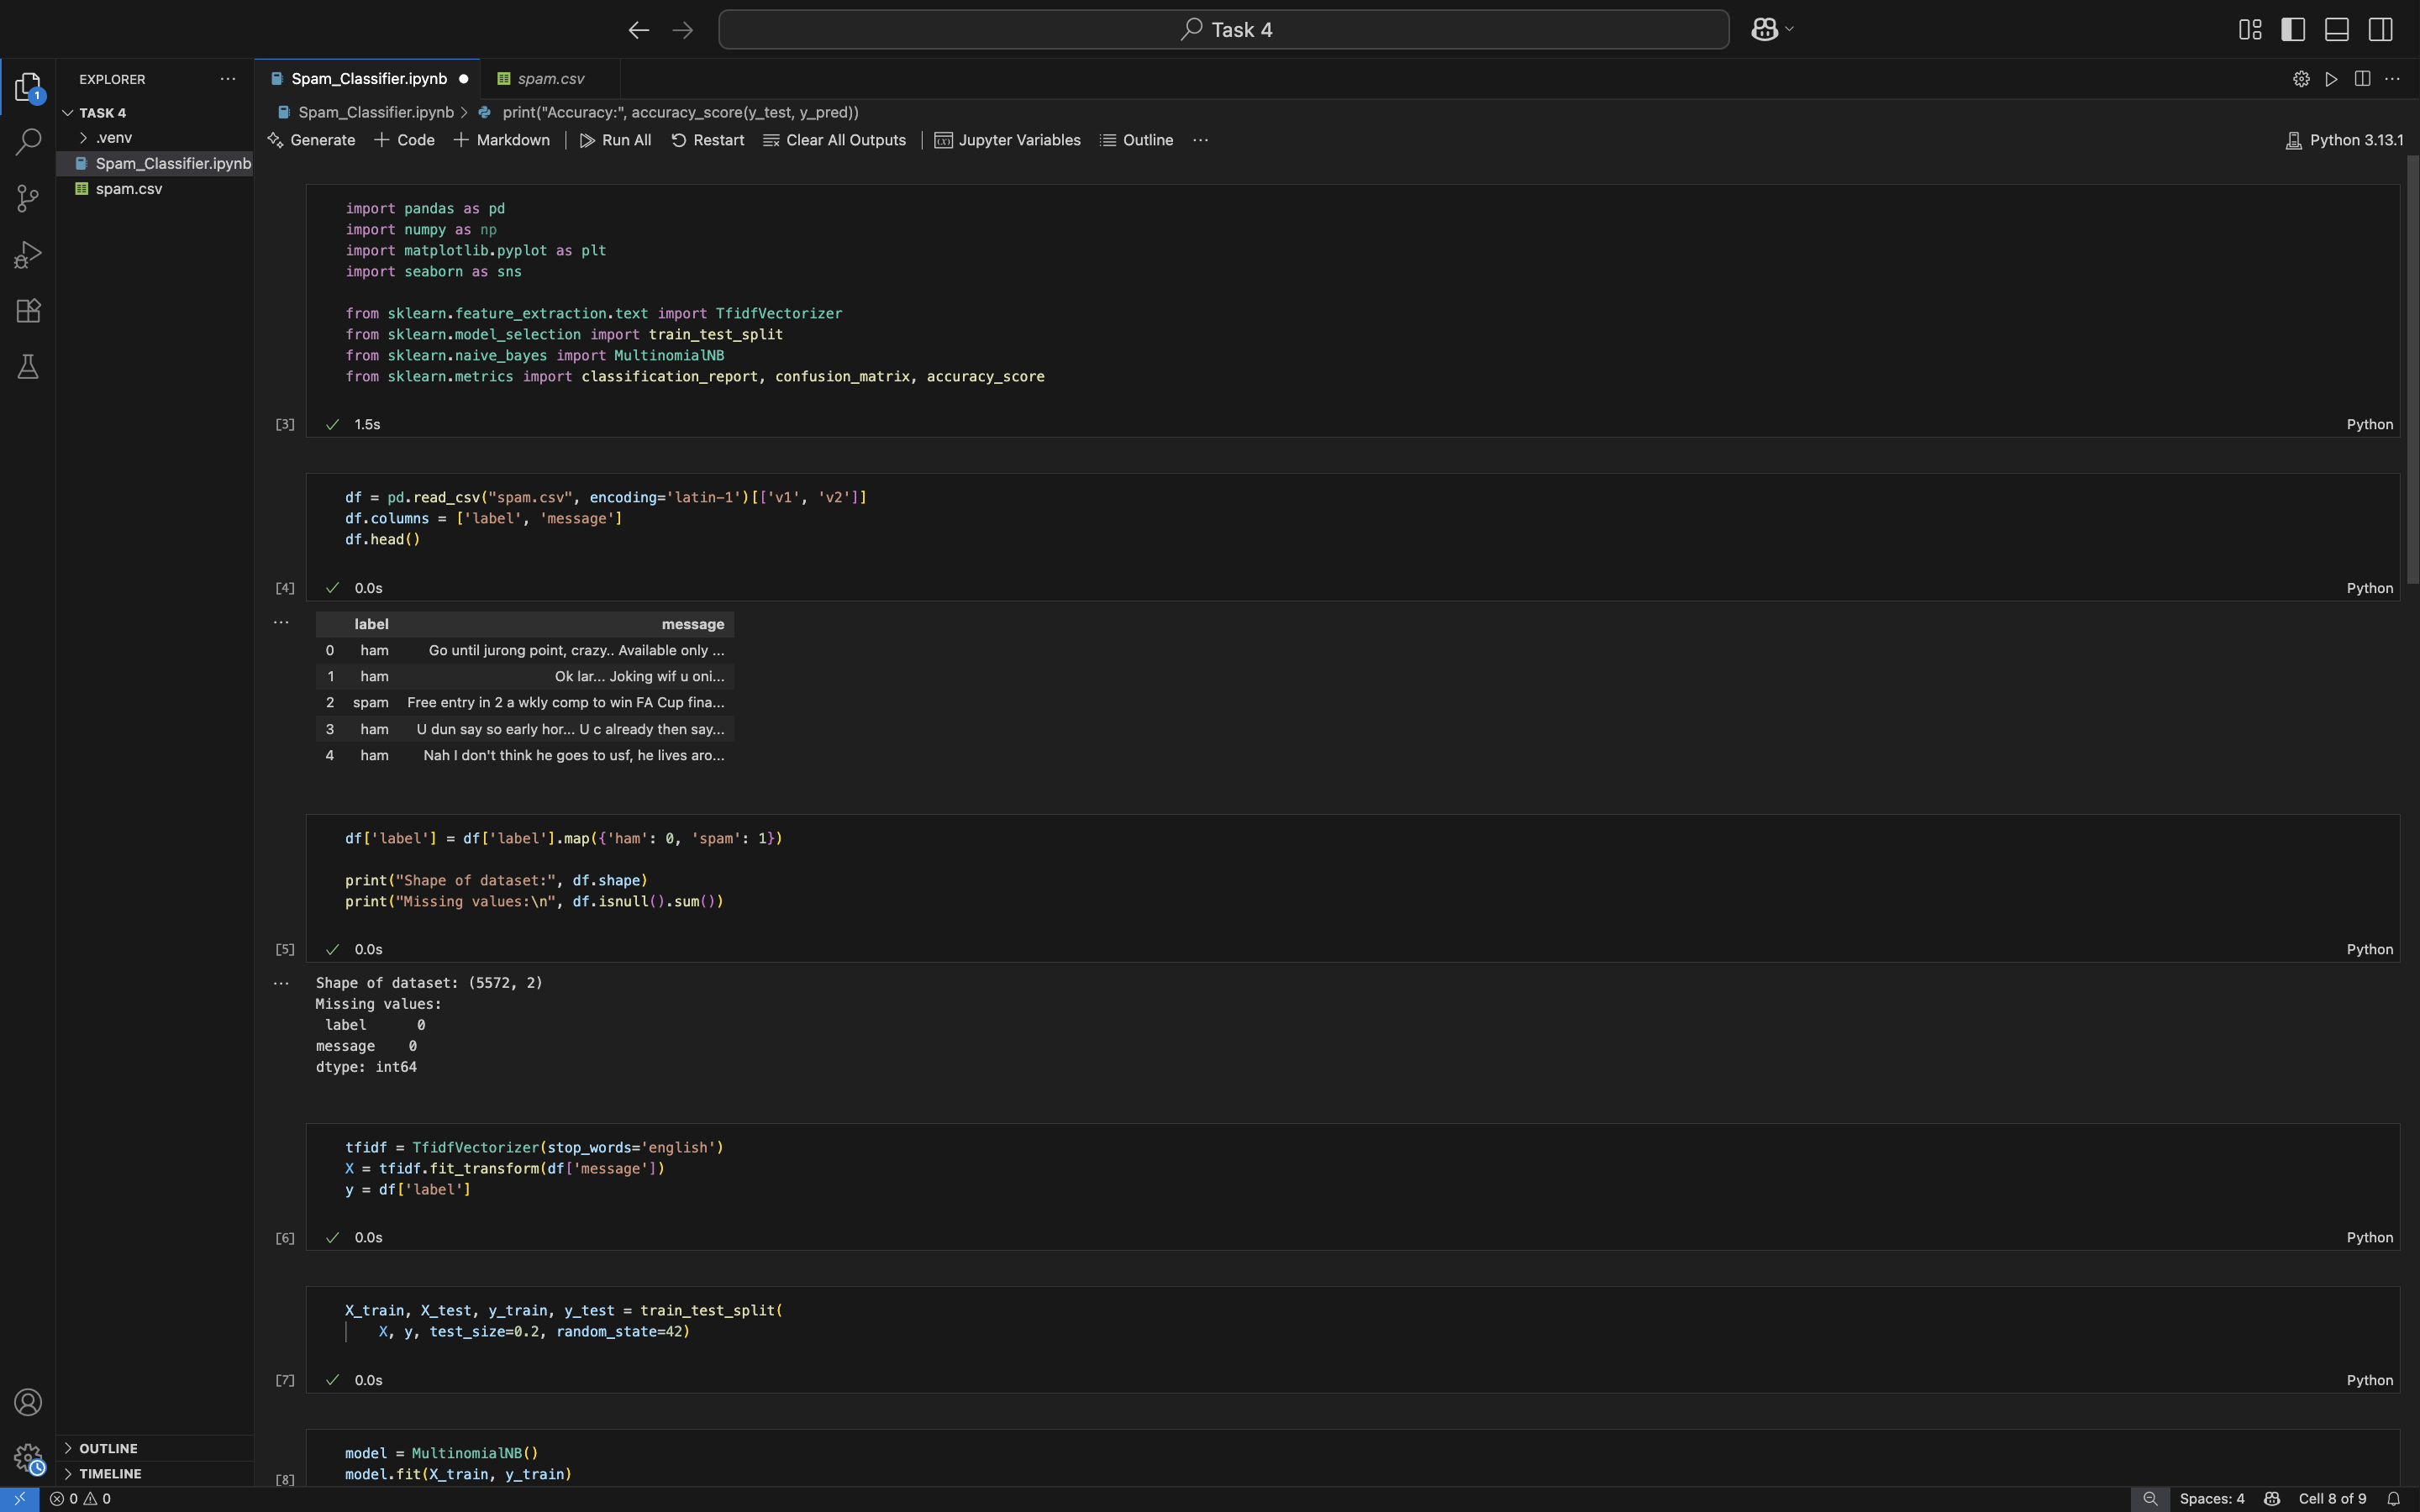 Task 4
EXPLORER
TASK 4
.venv
Spam_Classifier.ipynb
spam.csv
OUTLINE
TIMELINE
1
Spam_Classifier.ipynb
spam.csv
Spam_Classifier.ipynb > print("Accuracy:", accuracy_score(y_test, y_pred))
Generate + Code + Markdown Run All Restart Clear All Outputs Jupyter Variables Outline ...
Python 3.13.1
import pandas as pd
import numpy as np
import matplotlib.pyplot as plt
import seaborn as sns
from sklearn.feature_extraction.text import TfidfVectorizer
from sklearn.model_selection import train_test_split
from sklearn.naive_bayes import MultinomialNB
from sklearn.metrics import classification_report, confusion_matrix, accuracy_score
[3] ✓ 1.5s Python
df = pd.read_csv("spam.csv", encoding='latin-1')[['v1', 'v2']]
df.columns = ['label', 'message']
df.head()
[4] ✓ 0.0s Python
label message
0 ham Go until jurong point, crazy.. Available only ...
1 ham Ok lar... Joking wif u oni...
2 spam Free entry in 2 a wkly comp to win FA Cup fina...
3 ham U dun say so early hor... U c already then say...
4 ham Nah I don't think he goes to usf, he lives aro...
df['label'] = df['label'].map({'ham': 0, 'spam': 1})
print("Shape of dataset:", df.shape)
print("Missing values:\n", df.isnull().sum())
[5] ✓ 0.0s Python
Shape of dataset: (5572, 2)
Missing values:
label 0
message 0
dtype: int64
tfidf = TfidfVectorizer(stop_words='english')
X = tfidf.fit_transform(df['message'])
y = df['label']
[6] ✓ 0.0s Python
X_train, X_test, y_train, y_test = train_test_split(
X, y, test_size=0.2, random_state=42)
[7] ✓ 0.0s Python
model = MultinomialNB()
model.fit(X_train, y_train)
[8]
0 0
Spaces: 4
Cell 8 of 9